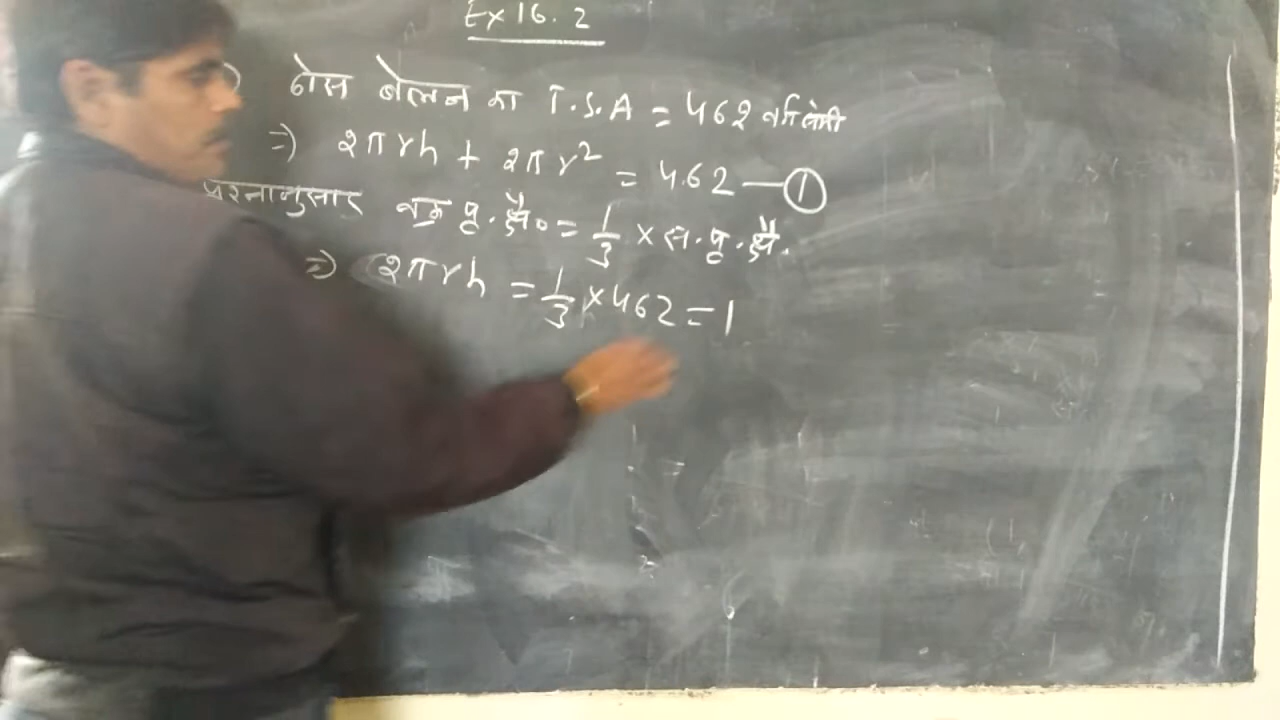 Ex 16.2
) ठोस बेलन का T.S.A = 462 वर्ग सेमी
⇒ 2πrh + 2πr² = 462 — ①
प्रश्नानुसार वक्र पृ. क्षे० = 1/3 × स. पृ. क्षे.
⇒ 2πrh = 1/3 × 462 = 1